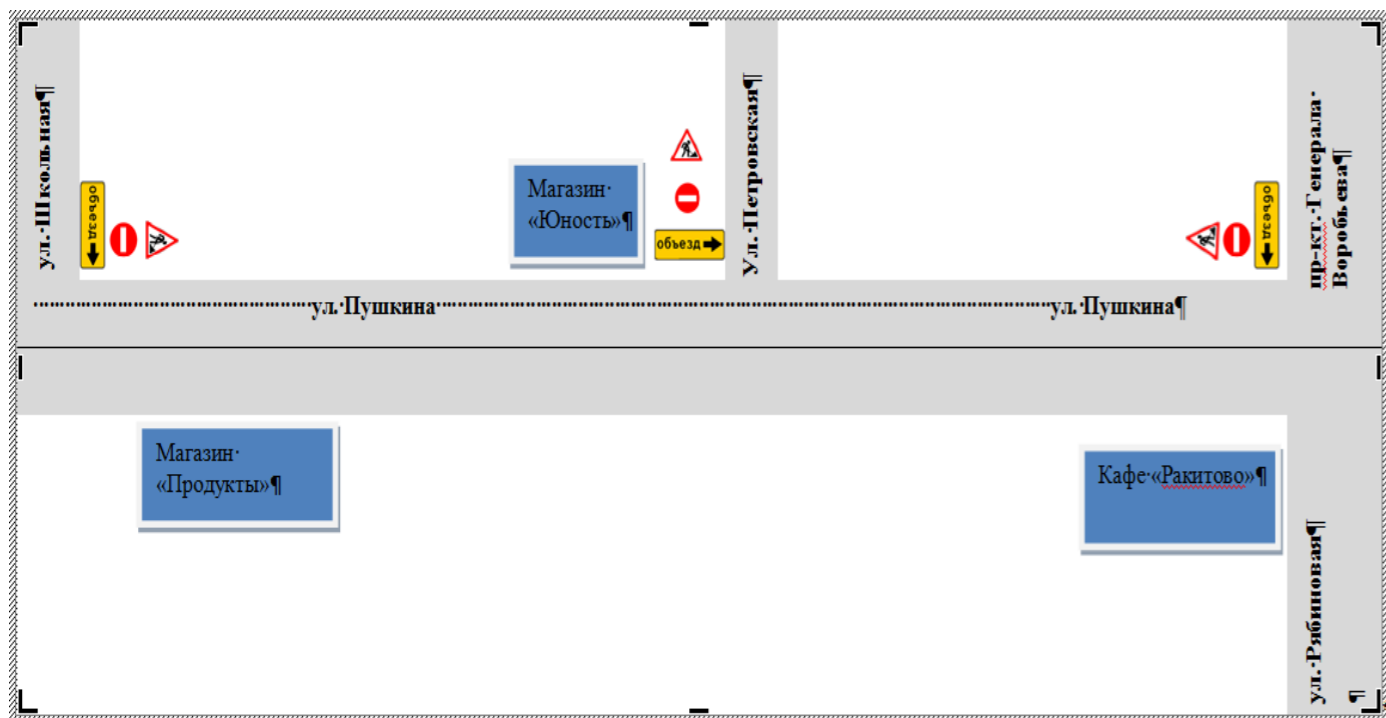 ул. Школьная¶
объезд
Магазин·
«Юность»¶
объезд
Ул. Петровская¶
объезд
пр-кт. Генерала·
Воробьева¶
ул. Пушкина
ул. Пушкина¶
Магазин·
«Продукты»¶
Кафе·«Ракитово»¶
ул. Рябиновая¶
¶